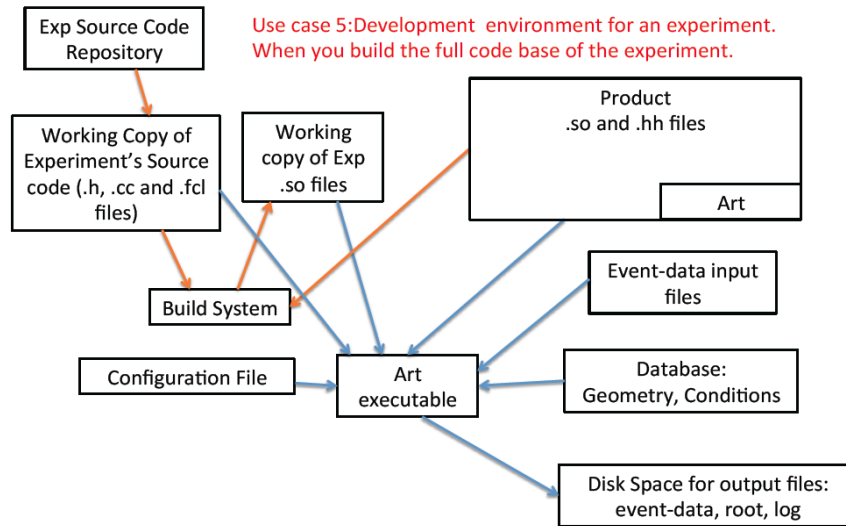 Exp Source Code
Repository
Use case 5:Development environment for an experiment.
When you build the full code base of the experiment.
Working Copy of
Experiment's Source
code (.h, .cc and .fcl
files)
Working
copy of Exp
.so files
Product
.so and .hh files
Art
Build System
Event-data input
files
Configuration File
Art
executable
Database:
Geometry, Conditions
Disk Space for output files:
event-data, root, log